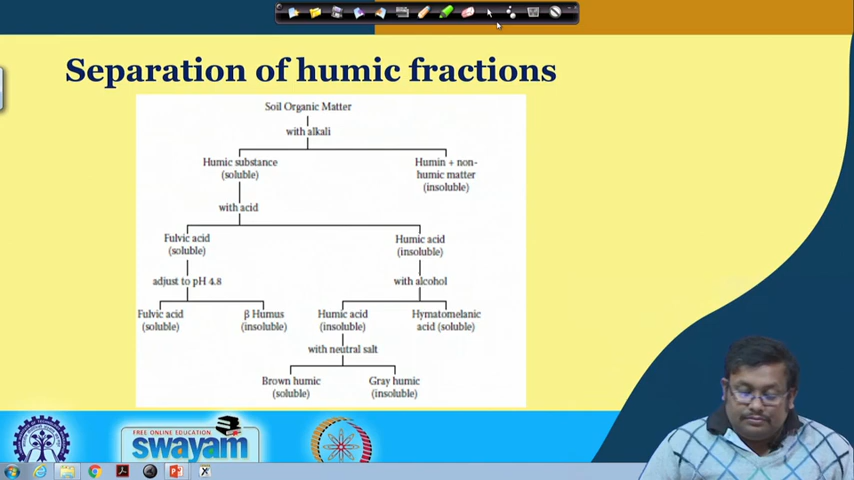 Separation of humic fractions
Soil Organic Matter
with alkali
Humic substance
(soluble)
Humin + non-
humic matter
(insoluble)
with acid
Fulvic acid
(soluble)
Humic acid
(insoluble)
adjust to pH 4.8
with alcohol
Fulvic acid
(soluble)
β Humus
(insoluble)
Humic acid
(insoluble)
Hymatomelanic
acid (soluble)
with neutral salt
Brown humic
(soluble)
Gray humic
(insoluble)
FREE ONLINE EDUCATION
swayam